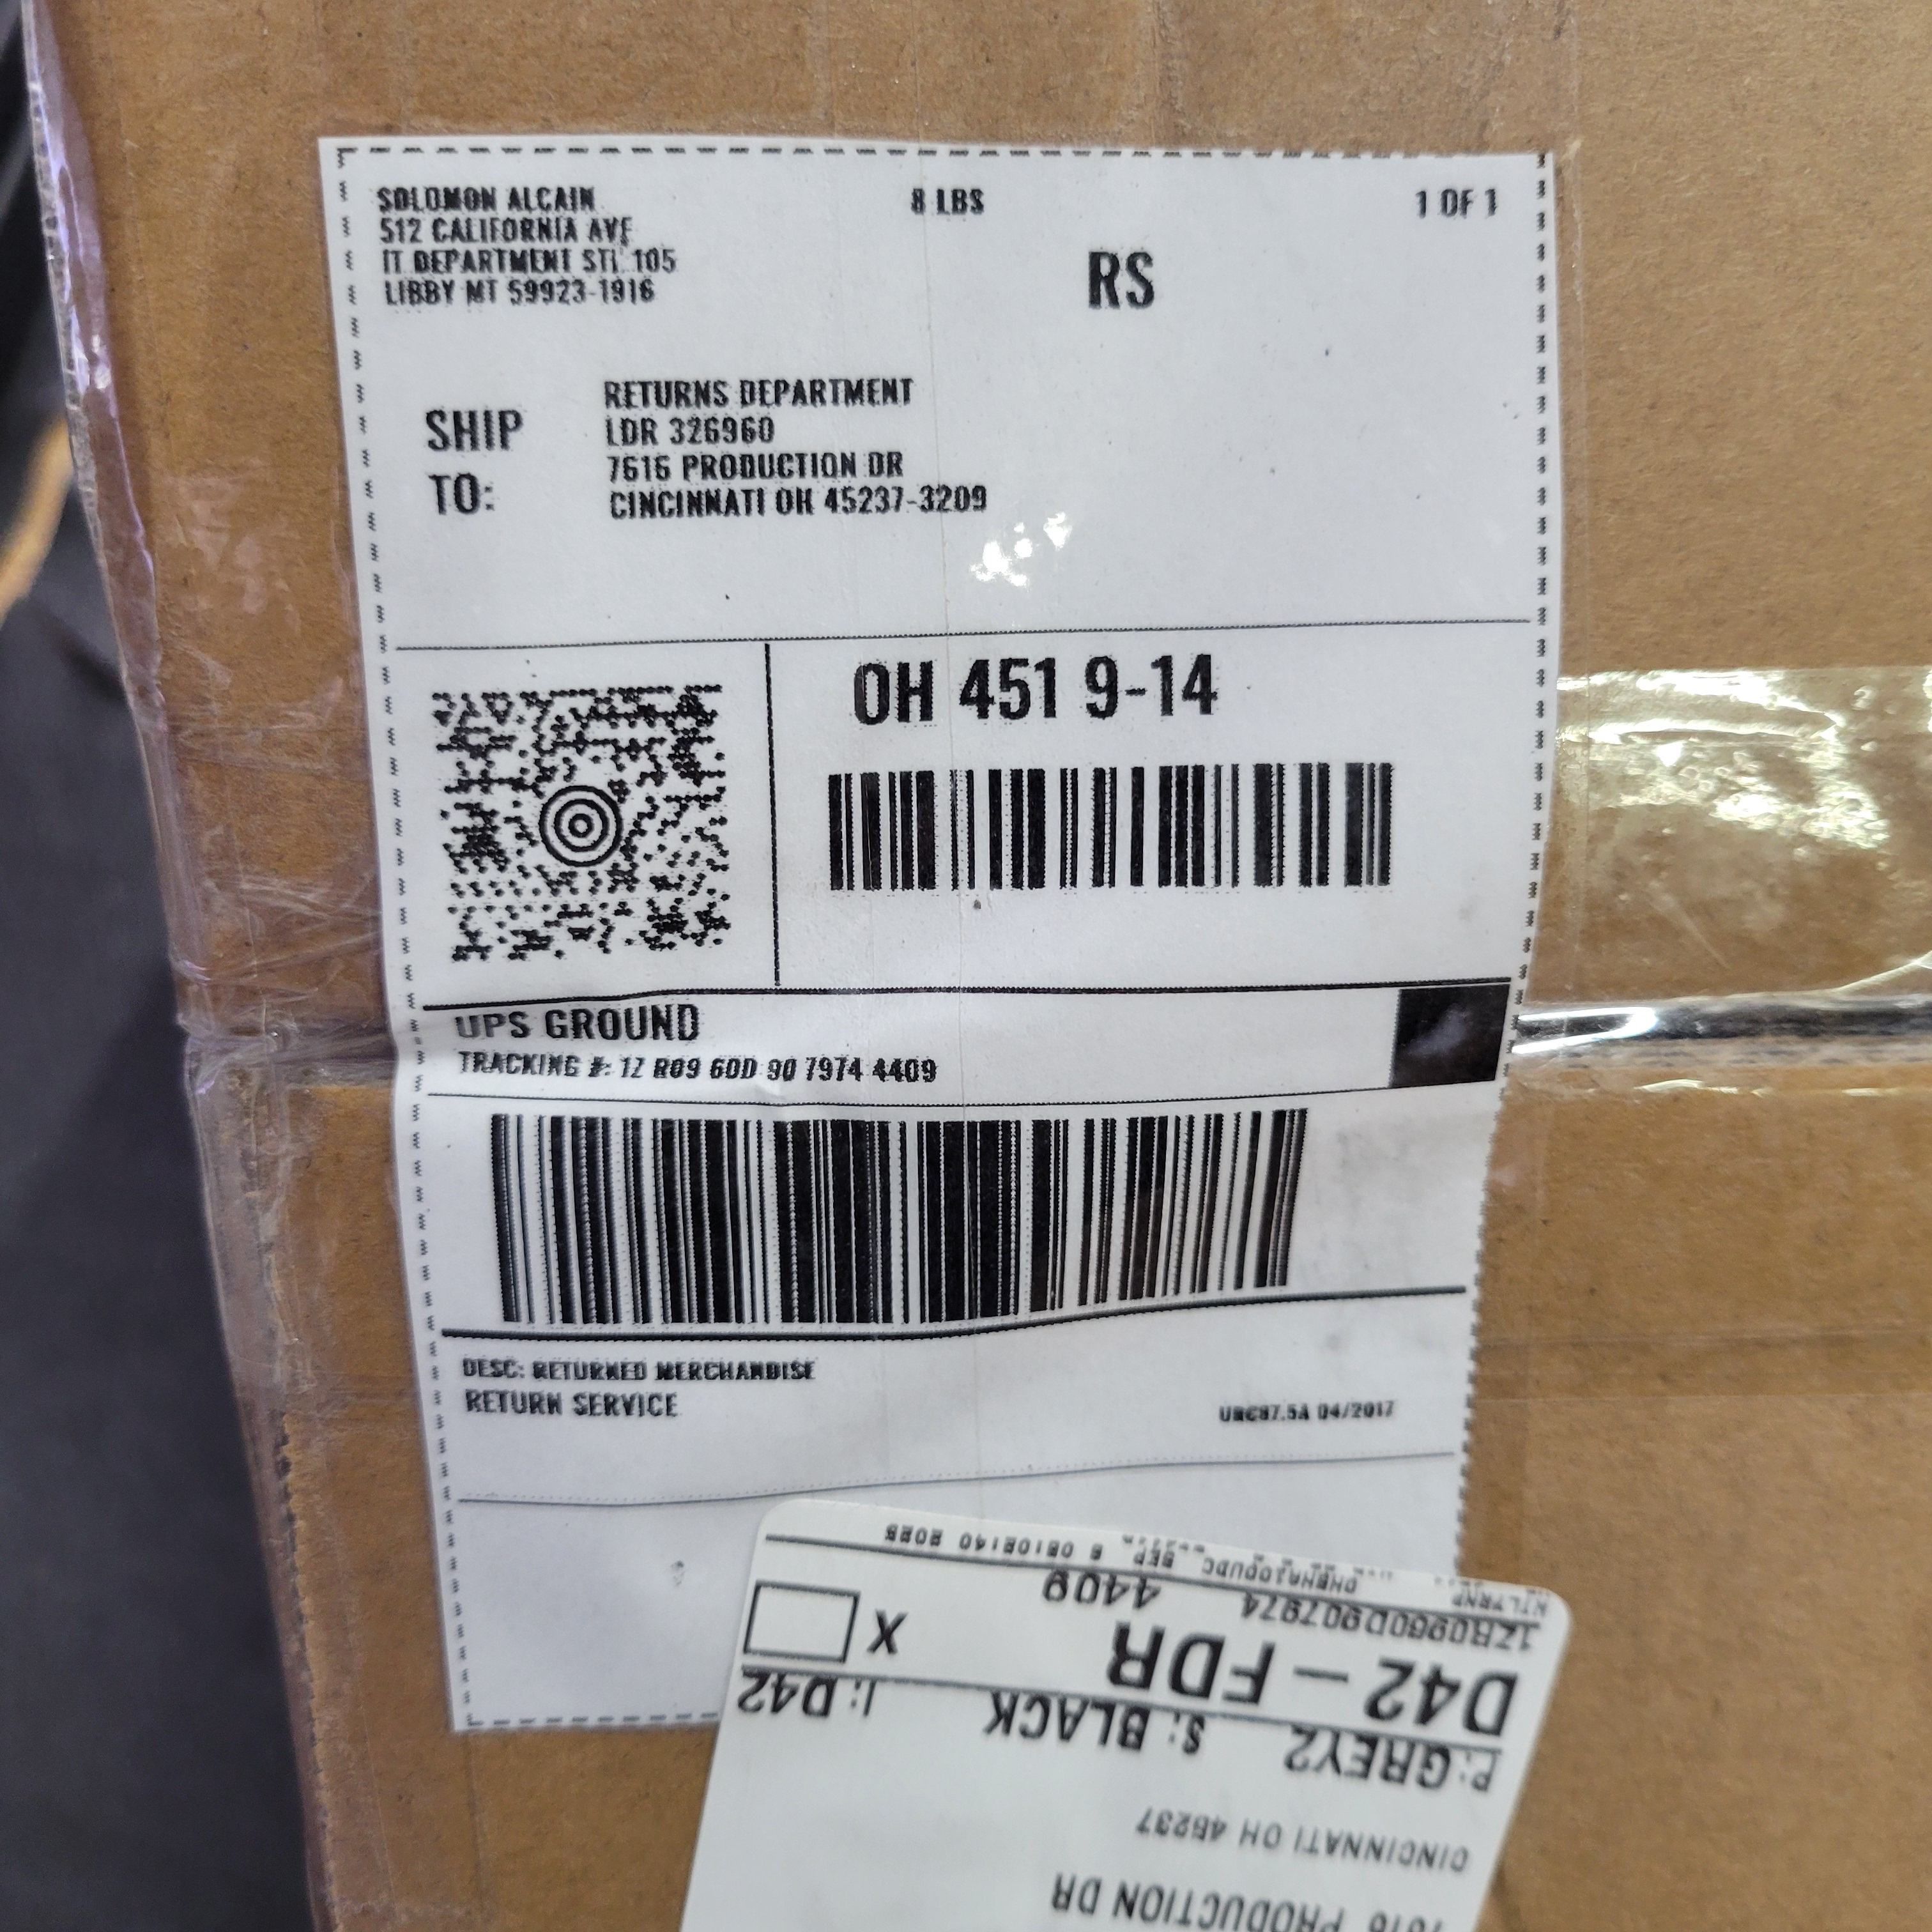 SOLOMON ALCAIN
512 CALIFORNIA AVE
IT DEPARTMENT STE 105
LIBBY MT 59923-1916
8 LBS
1 OF 1
RS
SHIP TO:
RETURNS DEPARTMENT
LDR 326960
7616 PRODUCTION DR
CINCINNATI OH 45237-3209
OH 451 9-14
UPS GROUND
TRACKING #: 1Z R09 60D 90 7974 4409
DESC: RETURNED MERCHANDISE
RETURN SERVICE
04/2017
7616 PRODUCTION DR
CINCINNATI OH 45237
P: GREY2 S: BLACK I: D42
D42 - FDR X
1ZR0960D907974 4409